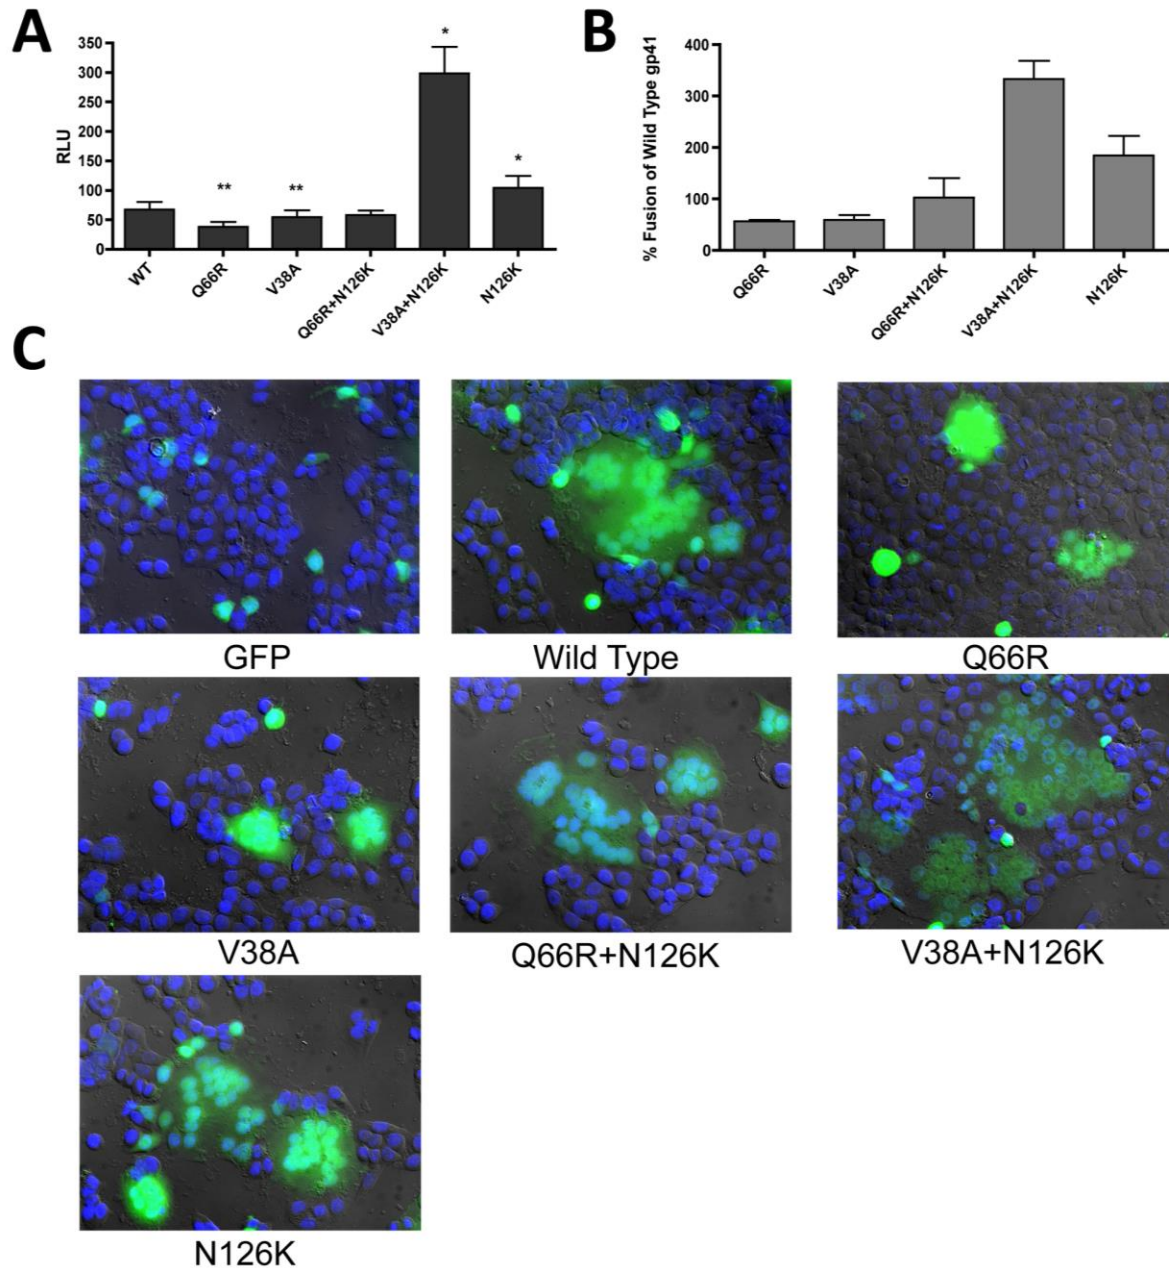 A
B
350
300
250
200
150
100
50
0
RLU
**
**
*
*
WT
Q66R
V38A
Q66R+N126K
V38A+N126K
N126K
400
300
200
100
0
% Fusion of Wild Type gp41
Q66R
V38A
Q66R+N126K
V38A+N126K
N126K
C
GFP
Wild Type
Q66R
V38A
Q66R+N126K
V38A+N126K
N126K